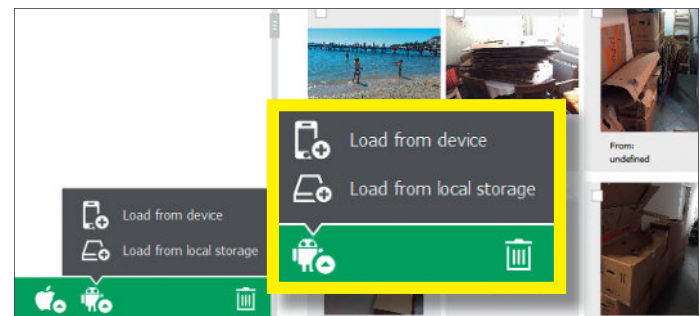 Load from device
Load from local storage
Load from device
Load from local storage
From:
undefined